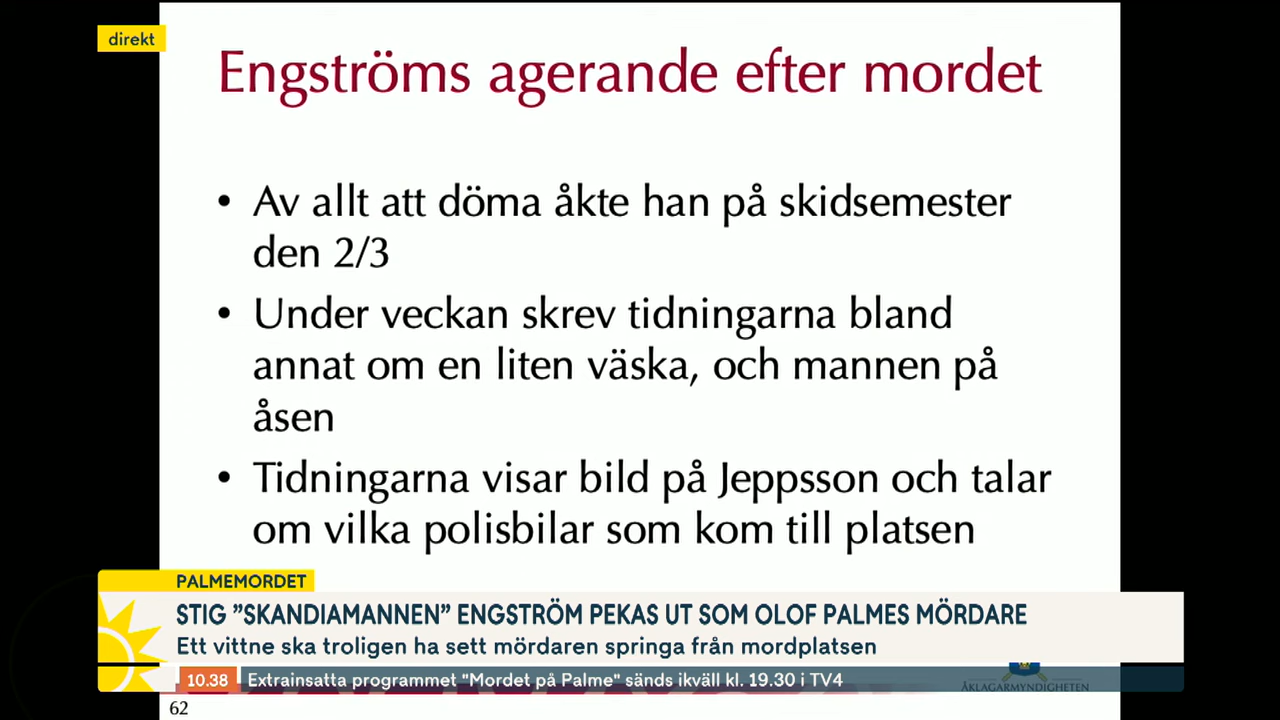 direkt
Engströms agerande efter mordet
• Av allt att döma åkte han på skidsemester
den 2/3
• Under veckan skrev tidningarna bland
annat om en liten väska, och mannen på
åsen
• Tidningarna visar bild på Jeppsson och talar
om vilka polisbilar som kom till platsen
PALMEMORDET
STIG ”SKANDIAMANNEN” ENGSTRÖM PEKAS UT SOM OLOF PALMES MÖRDARE
Ett vittne ska troligen ha sett mördaren springa från mordplatsen
10.38 Extrainsatta programmet "Mordet på Palme" sänds ikväll kl. 19.30 i TV4
ÅKLAGARMYNDIGHETEN
62